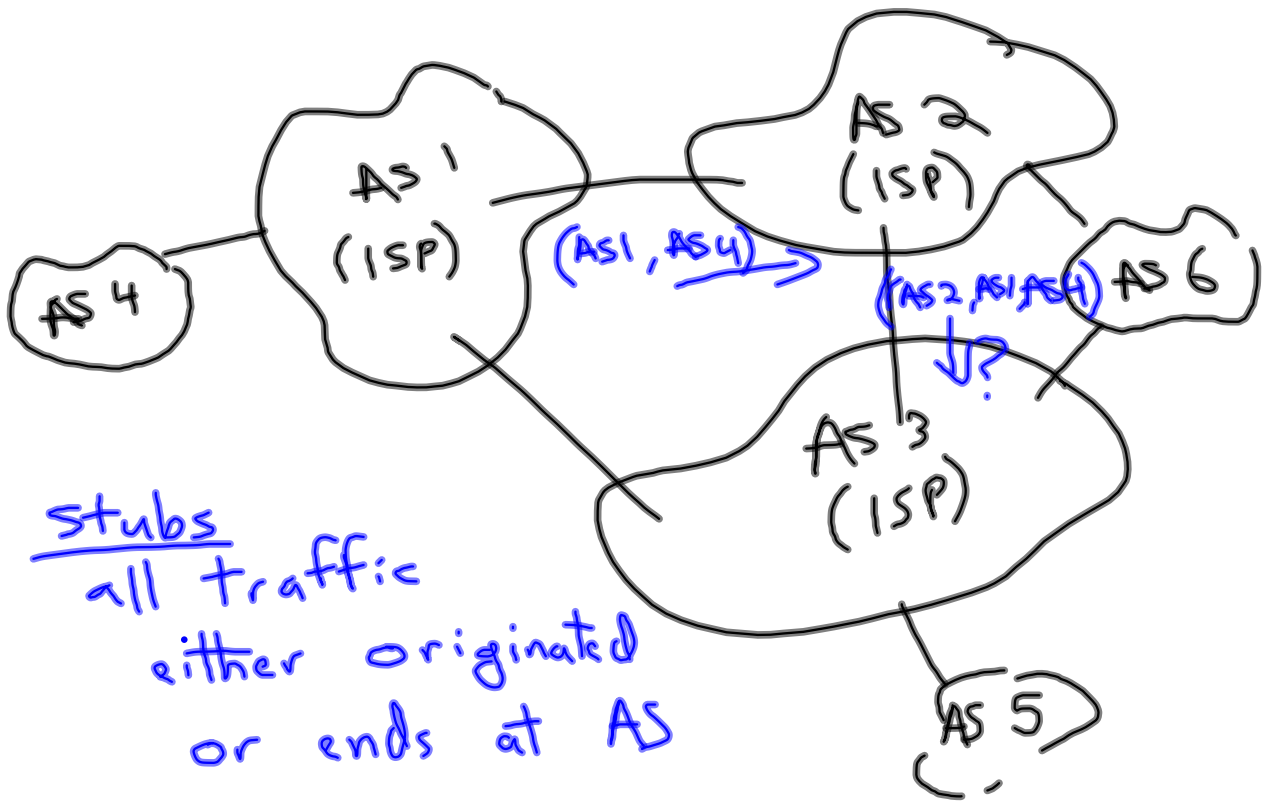 AS 2
(ISP)
AS 1
(ISP)
(AS1, AS4)
AS 6
(AS2, AS1, AS4)
?
AS 4
AS 3
(ISP)
stubs
all traffic
either originated
or ends at AS
AS 5